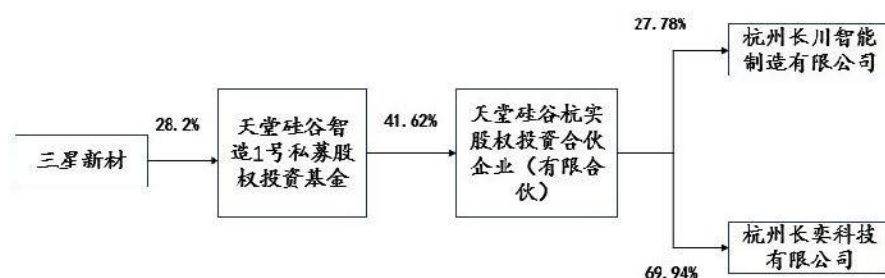 三星新材
28.2%
天堂硅谷智
造1号私募股
权投资基金
41.62%
天堂硅谷杭实
股权投资合伙
企业（有限合
伙）
27.78%
杭州长川智能
制造有限公司
69.94%
杭州长奕科技
有限公司